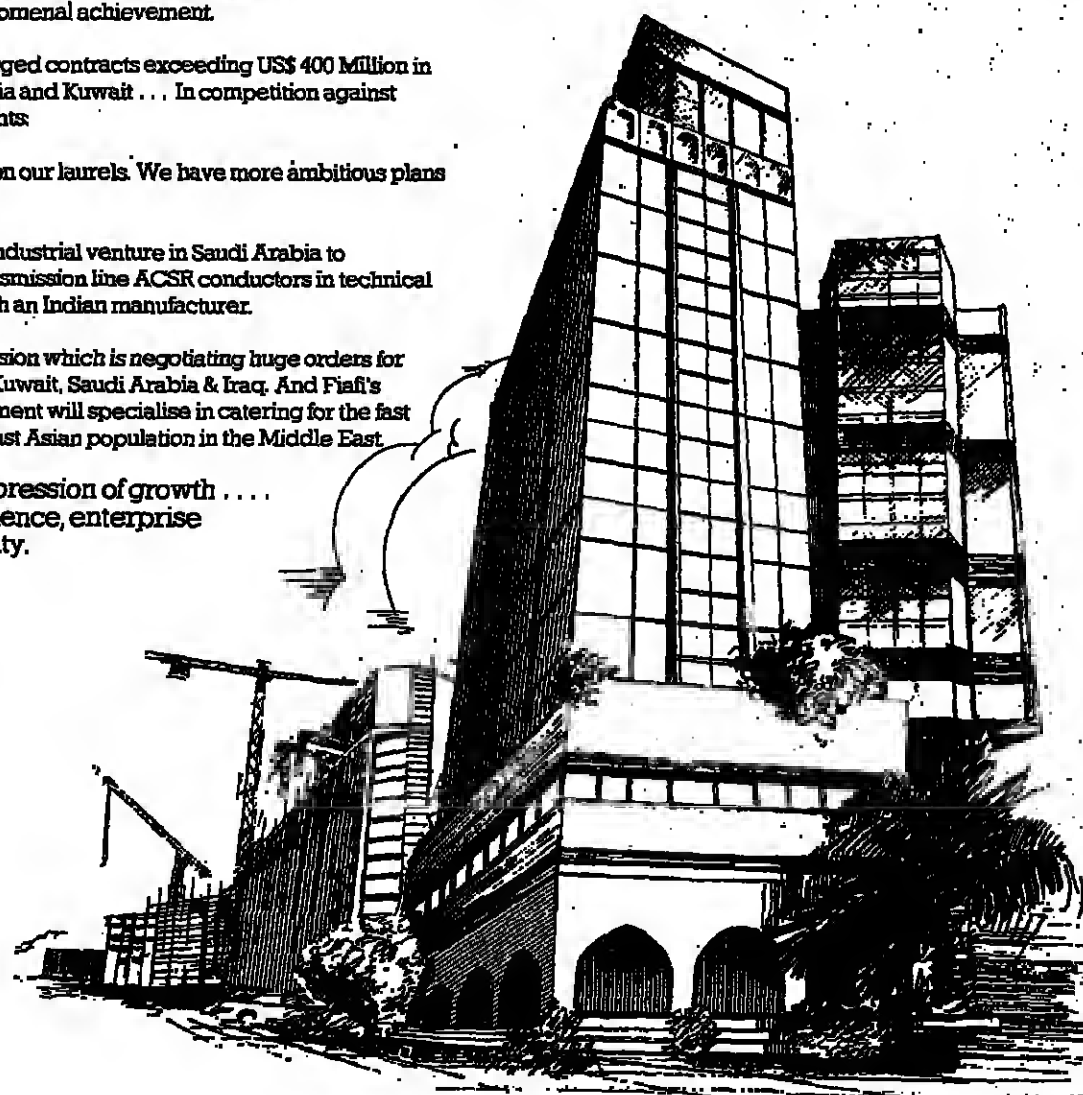 omenal achievement.
ged contracts exceeding US$ 400 Million in
ia and Kuwait . . . In competition against
nts:
on our laurels. We have more ambitious plans
ndustrial venture in Saudi Arabia to
smission line ACSR conductors in technical
h an Indian manufacturer.
sion which is negotiating huge orders for
Kuwait, Saudi Arabia & Iraq. And Fiafi's
ment will specialise in catering for the fast
ust Asian population in the Middle East.
pression of growth . . . .
ience, enterprise
ty.